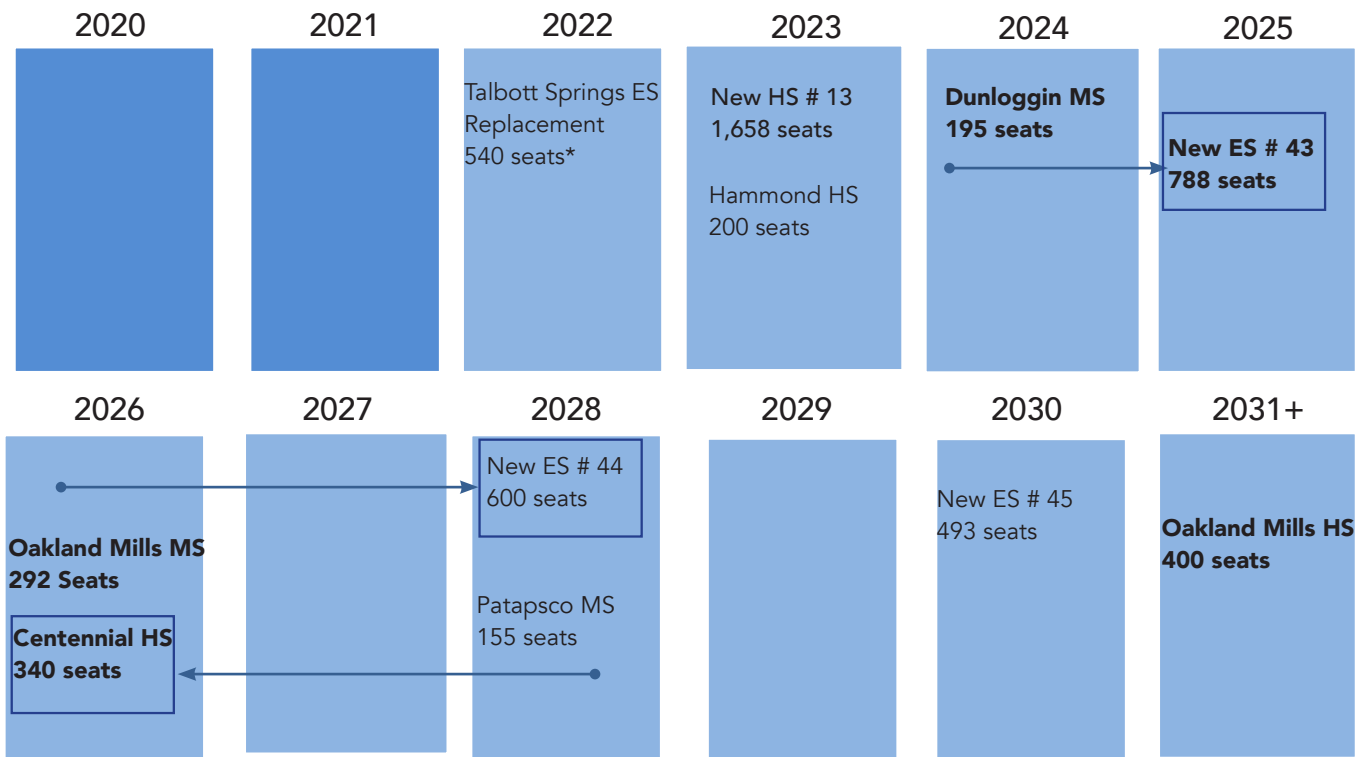 2020
2021
2022
2023
2024
2025
Talbott Springs ES
Replacement
540 seats*
New HS # 13
1,658 seats
Hammond HS
200 seats
Dunloggin MS
195 seats
New ES # 43
788 seats
2026
2027
2028
2029
2030
2031+
Oakland Mills MS
292 Seats
Centennial HS
340 seats
New ES # 44
600 seats
Patapsco MS
155 seats
New ES # 45
493 seats
Oakland Mills HS
400 seats